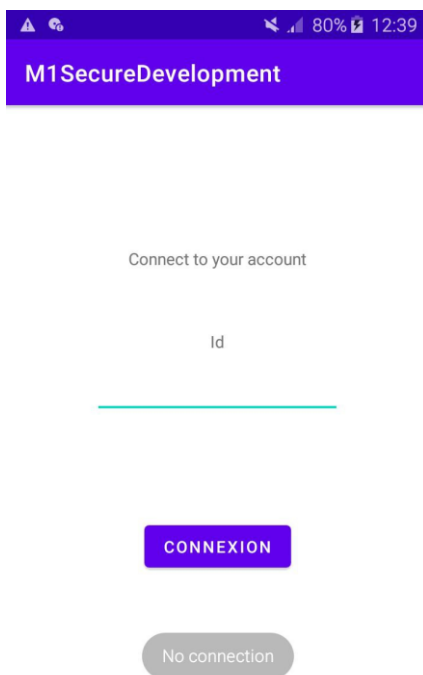 80% 12:39
M1SecureDevelopment
Connect to your account
Id
CONNEXION
No connection